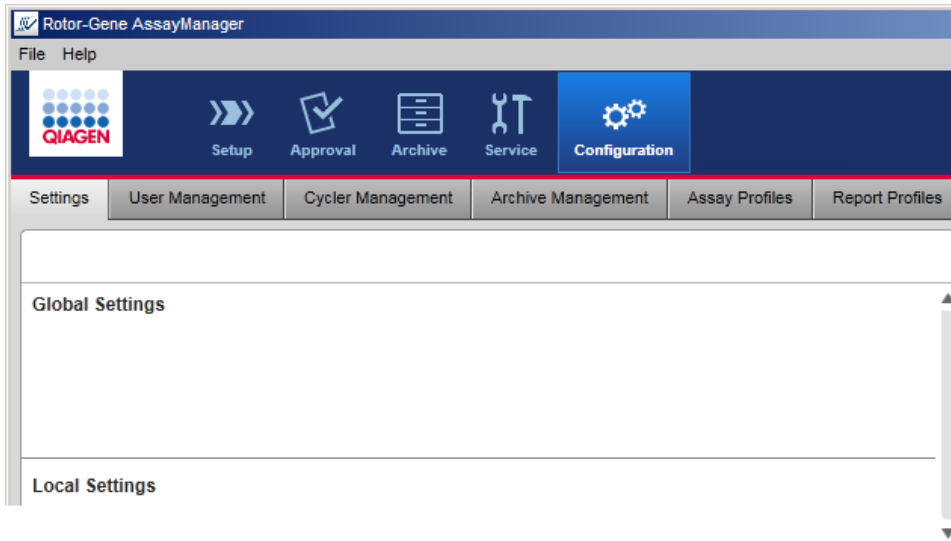 Rotor-Gene AssayManager
File Help
QIAGEN
Setup Approval Archive Service Configuration
Settings User Management Cycler Management Archive Management Assay Profiles Report Profiles
Global Settings
Local Settings